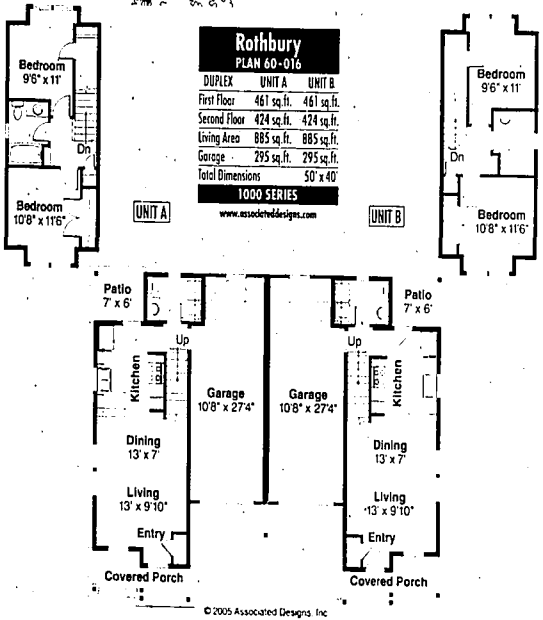 Rothbury
PLAN 60-016
DUPLEX UNIT A UNIT B
First Floor 461 sq.ft. 461 sq.ft.
Second Floor 424 sq.ft. 424 sq.ft.
Living Area 885 sq.ft. 885 sq.ft.
Garage 295 sq.ft. 295 sq.ft.
Total Dimensions 50' x 40'
1000 SERIES
www.associateddesigns.com
Bedroom
9'6" x 11'
Dn
Bedroom
10'8" x 11'6"
UNIT A
Bedroom
9'6" x 11'
Dn
Bedroom
10'8" x 11'6"
UNIT B
Patio
7' x 6'
Up
Kitchen
Garage
10'8" x 27'4"
Dining
13' x 7'
Living
13' x 9'10"
Entry
Covered Porch
Patio
7' x 6'
Up
Kitchen
Garage
10'8" x 27'4"
Dining
13' x 7'
Living
13' x 9'10"
Entry
Covered Porch
© 2005 Associated Designs, Inc